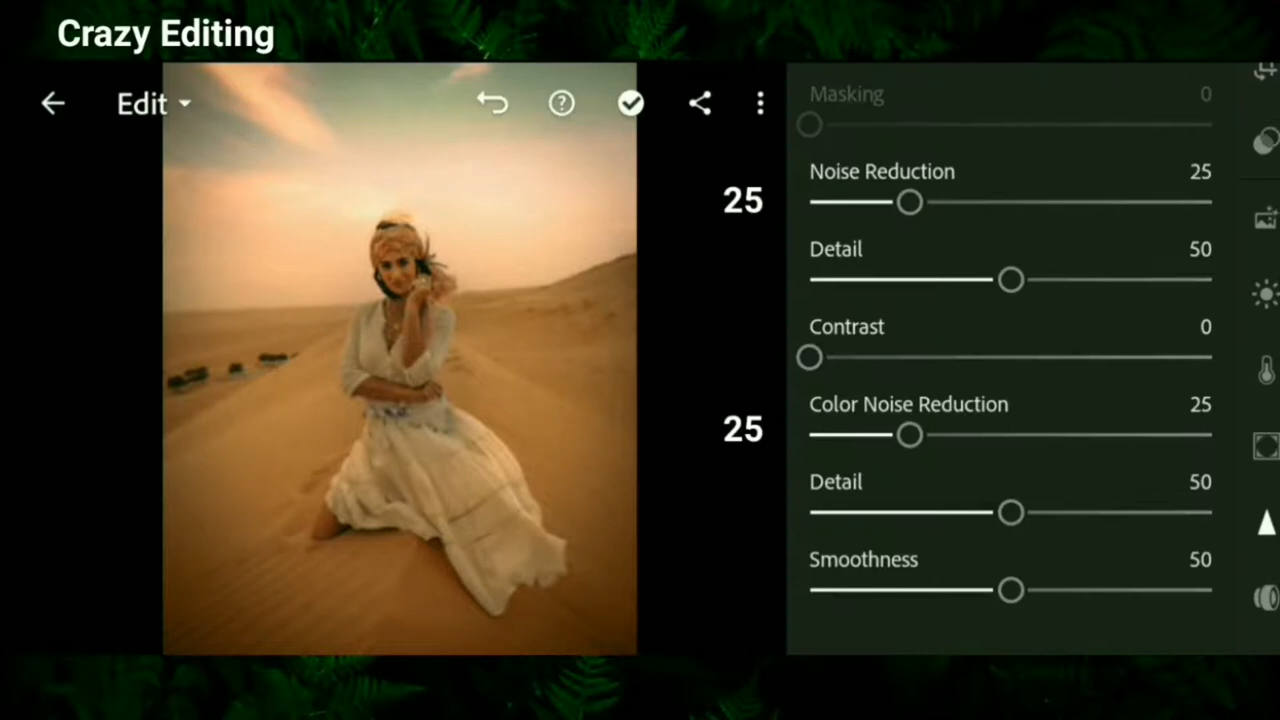 Crazy Editing
Edit
Masking 0
Noise Reduction 25
25
Detail 50
Contrast 0
Color Noise Reduction 25
25
Detail 50
Smoothness 50